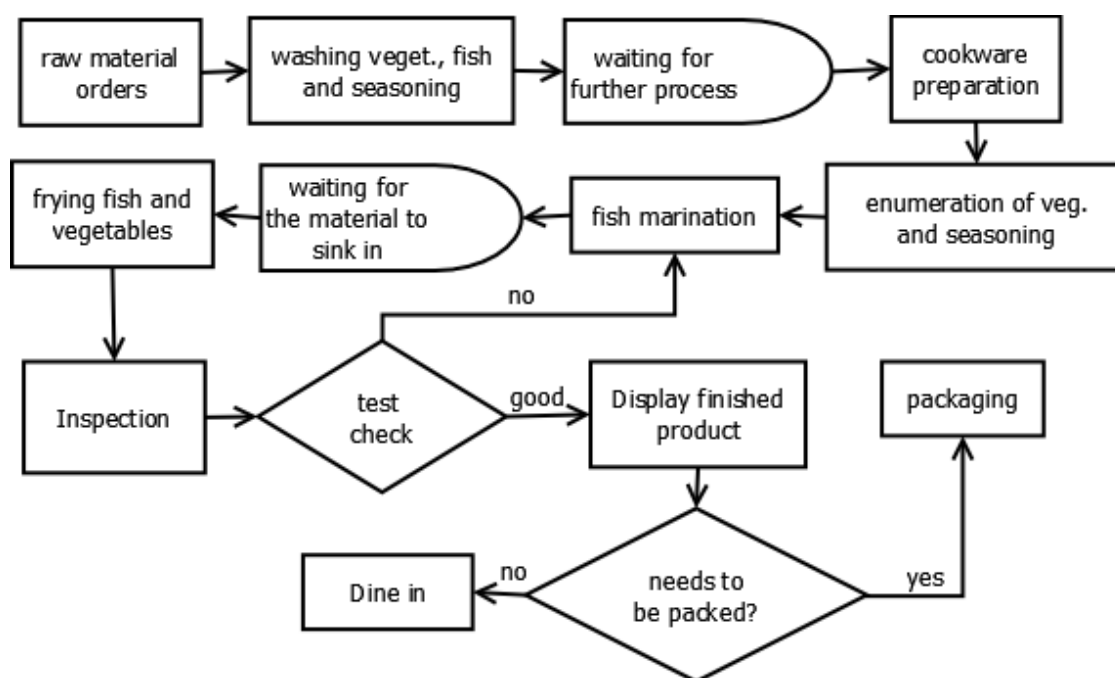 raw material
orders
washing veget., fish
and seasoning
waiting for
further process
cookware
preparation
enumeration of veg.
and seasoning
fish marination
waiting for
the material to
sink in
frying fish and
vegetables
Inspection
test
check
no
good
Display finished
product
needs to
be packed?
no
Dine in
yes
packaging